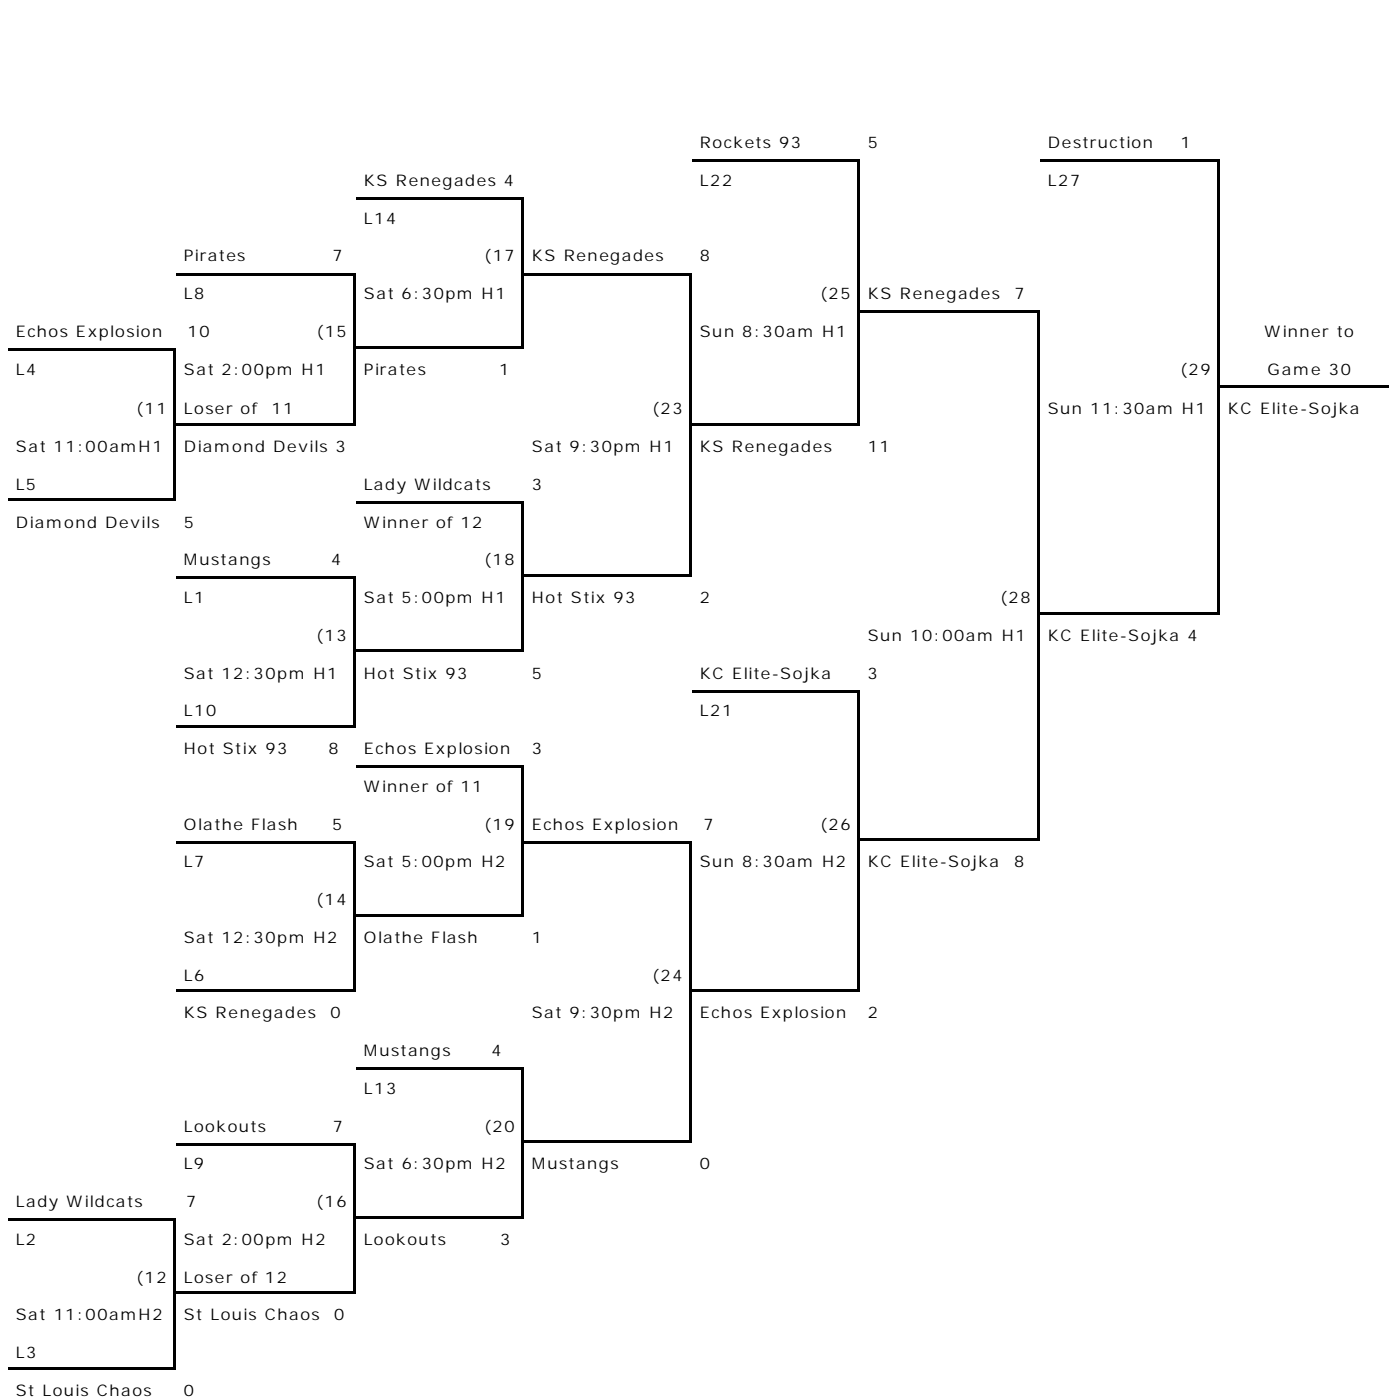 Rockets 93 5 Destruction 1
KS Renegades 4 L22 L27
L14
Pirates 7 (17 KS Renegades 8
L8 Sat 6:30pm H1 (25 KS Renegades 7
Echos Explosion 10 (15 Sun 8:30am H1 Winner to
L4 Sat 2:00pm H1 Pirates 1 (29 Game 30
(11 Loser of 11 (23 Sun 11:30am H1 KC Elite-Sojka
Sat 11:00amH1 Diamond Devils 3 Sat 9:30pm H1 KS Renegades 11
L5 Lady Wildcats 3
Diamond Devils 5 Winner of 12
Mustangs 4 (18
L1 Sat 5:00pm H1 Hot Stix 93 2 (28
(13 Sun 10:00am H1 KC Elite-Sojka 4
Sat 12:30pm H1 Hot Stix 93 5 KC Elite-Sojka 3
L10 L21
Hot Stix 93 8 Echos Explosion 3
Winner of 11
Olathe Flash 5 (19 Echos Explosion 7 (26
L7 Sat 5:00pm H2 Sun 8:30am H2 KC Elite-Sojka 8
(14
Sat 12:30pm H2 Olathe Flash 1
L6 (24
KS Renegades 0 Sat 9:30pm H2 Echos Explosion 2
Mustangs 4
L13
Lookouts 7 (20
L9 Sat 6:30pm H2 Mustangs 0
Lady Wildcats 7 (16
L2 Sat 2:00pm H2 Lookouts 3
(12 Loser of 12
Sat 11:00amH2 St Louis Chaos 0
L3
St Louis Chaos 0